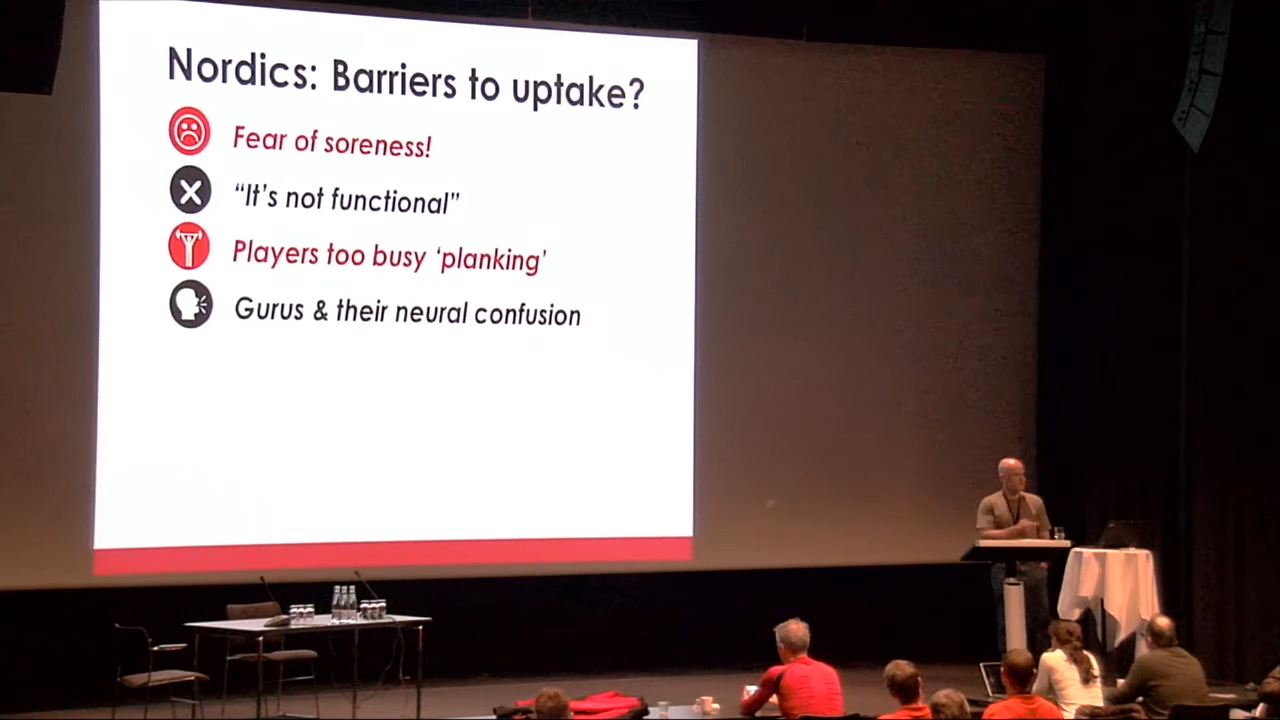 Nordics: Barriers to uptake?
Fear of soreness!
“It’s not functional”
Players too busy ‘planking’
Gurus & their neural confusion